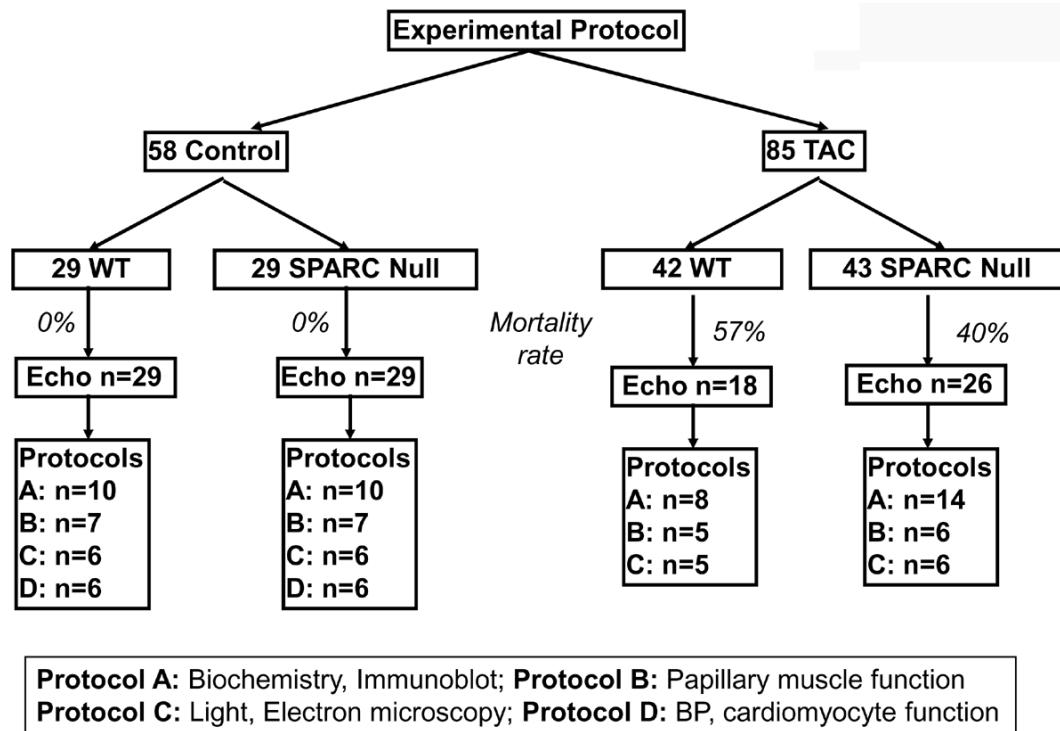 Experimental Protocol
58 Control
85 TAC
29 WT
29 SPARC Null
42 WT
43 SPARC Null
0%
0%
Mortality
rate
57%
40%
Echo n=29
Echo n=29
Echo n=18
Echo n=26
Protocols
A: n=10
B: n=7
C: n=6
D: n=6
Protocols
A: n=10
B: n=7
C: n=6
D: n=6
Protocols
A: n=8
B: n=5
C: n=5
Protocols
A: n=14
B: n=6
C: n=6
Protocol A: Biochemistry, Immunoblot; Protocol B: Papillary muscle function
Protocol C: Light, Electron microscopy; Protocol D: BP, cardiomyocyte function